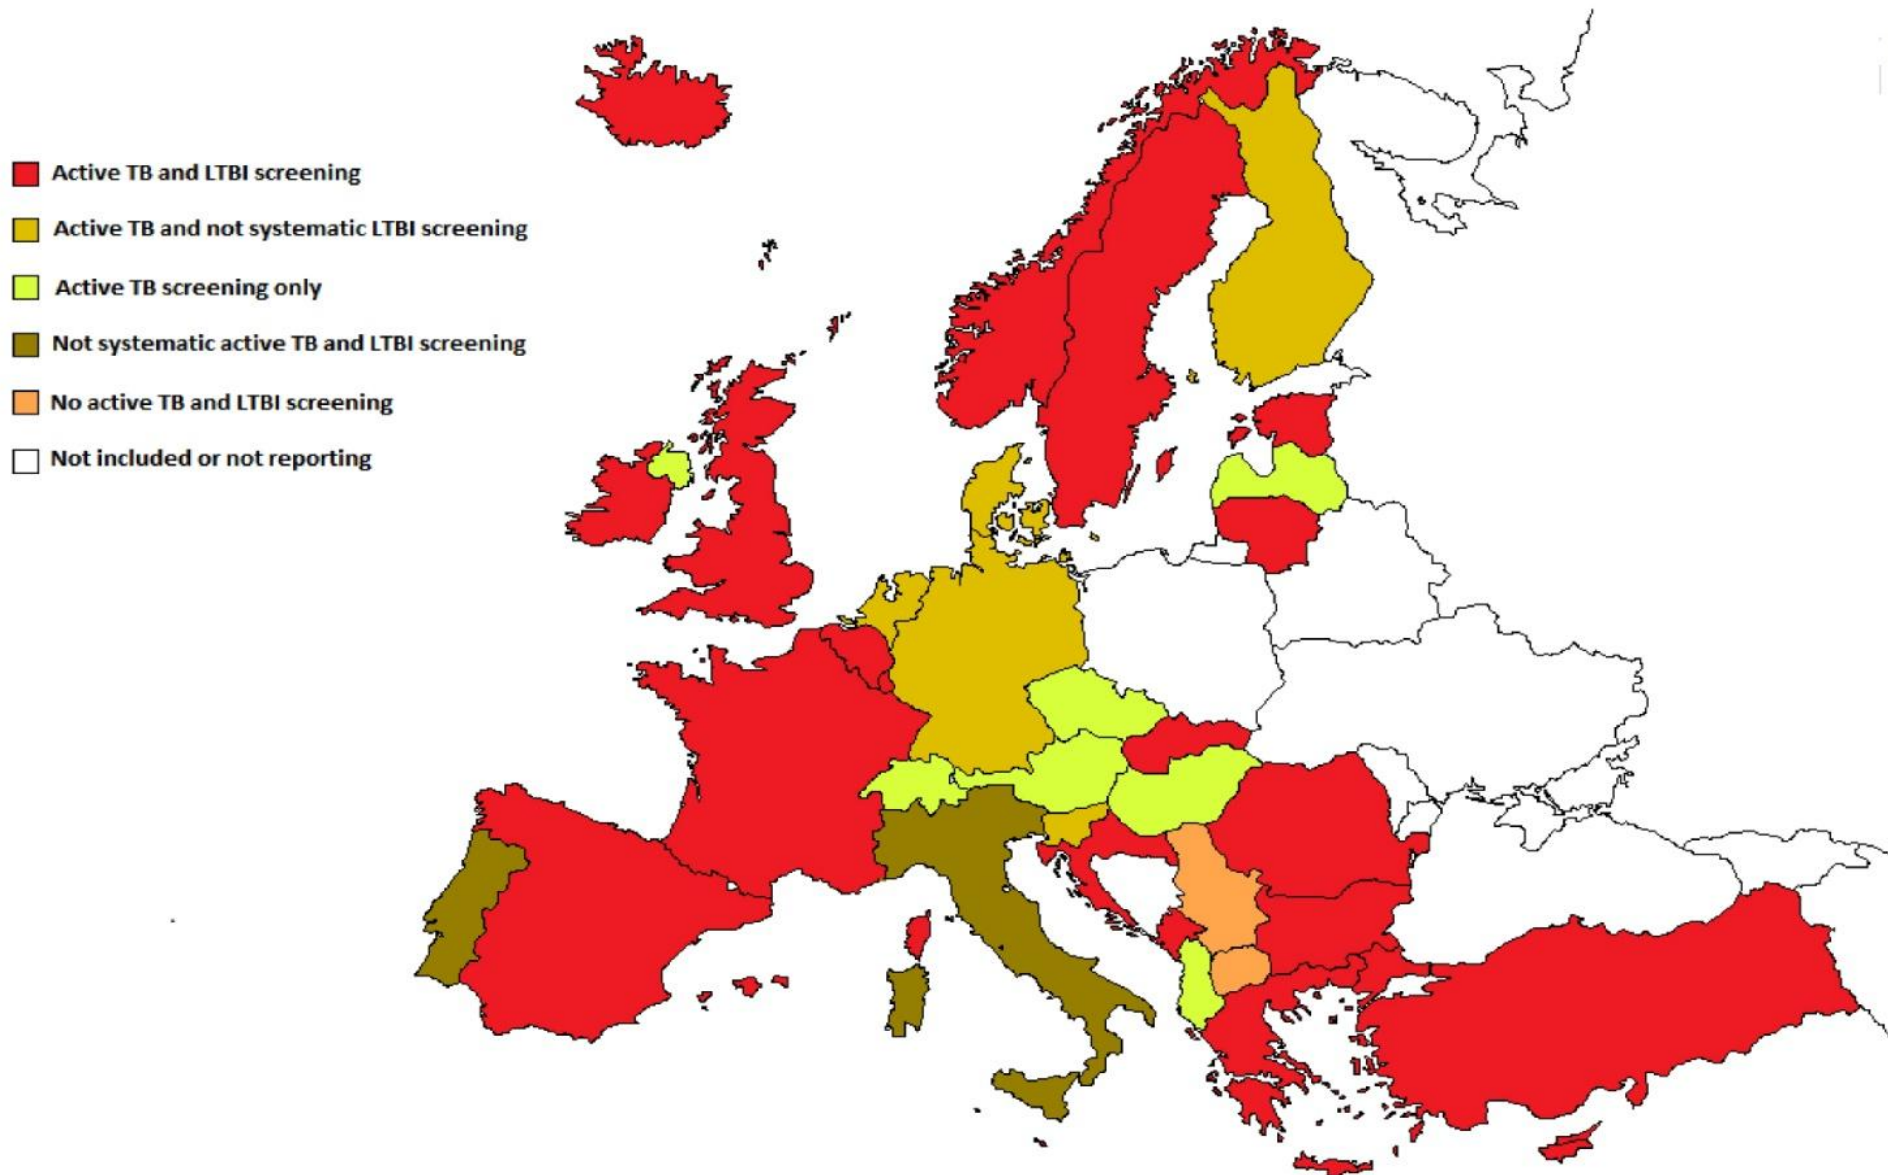 Active TB and LTBI screening
Active TB and not systematic LTBI screening
Active TB screening only
Not systematic active TB and LTBI screening
No active TB and LTBI screening
Not included or not reporting